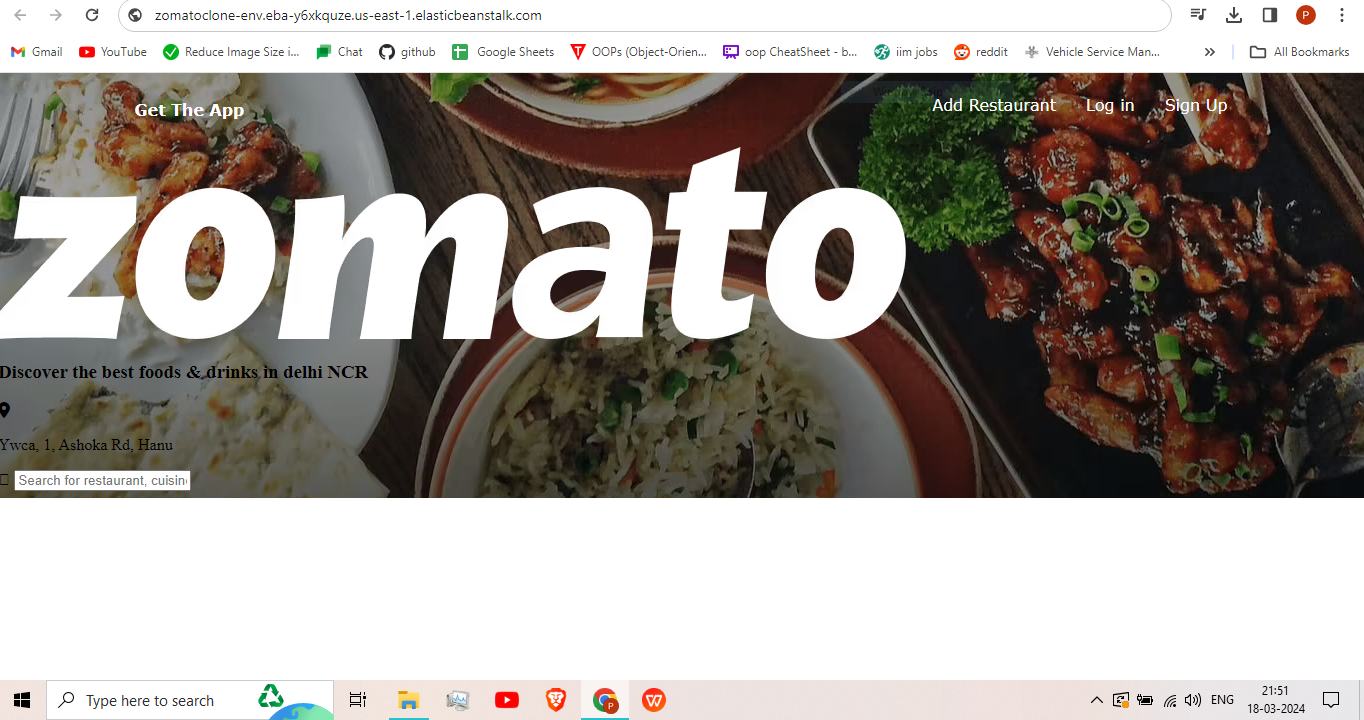 zomatoclone-env.eba-y6xkquze.us-east-1.elasticbeanstalk.com
P
Gmail YouTube Reduce Image Size i... Chat github Google Sheets OOPs (Object-Orien... oop CheatSheet - b... iim jobs reddit Vehicle Service Man... » All Bookmarks
Get The App Add Restaurant Log in Sign Up
zomato
Discover the best foods & drinks in delhi NCR
Ywca, 1, Ashoka Rd, Hanu
Search for restaurant, cuisin
Type here to search P W ENG 21:51
18-03-2024